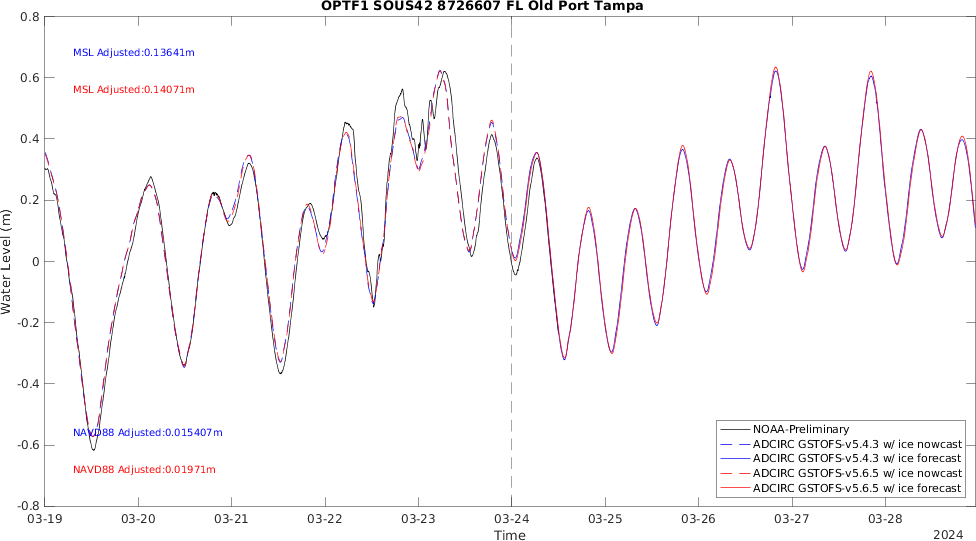 OPTF1 SOUS42 8726607 FL Old Port Tampa
0.8
0.6
0.4
0.2
0
-0.2
-0.4
-0.6
-0.8
Water Level (m)
MSL Adjusted:0.13641m
MSL Adjusted:0.14071m
NAVD88 Adjusted:0.015407m
NAVD88 Adjusted:0.01971m
NOAA-Preliminary
ADCIRC GSTOFS-v5.4.3 w/ ice nowcast
ADCIRC GSTOFS-v5.4.3 w/ ice forecast
ADCIRC GSTOFS-v5.6.5 w/ ice nowcast
ADCIRC GSTOFS-v5.6.5 w/ ice forecast
03-19 03-20 03-21 03-22 03-23 03-24 03-25 03-26 03-27 03-28
Time
2024